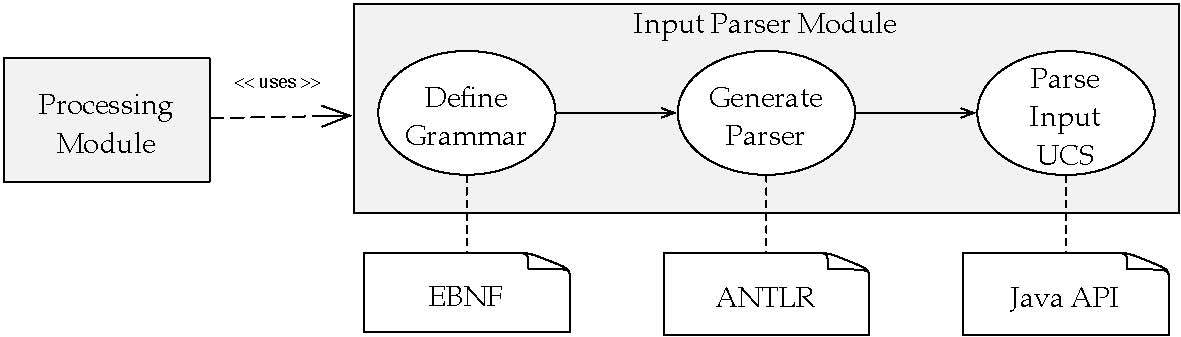 Input Parser Module
Processing
Module
<< uses >>
Define
Grammar
Generate
Parser
Parse
Input
UCS
EBNF
ANTLR
Java API